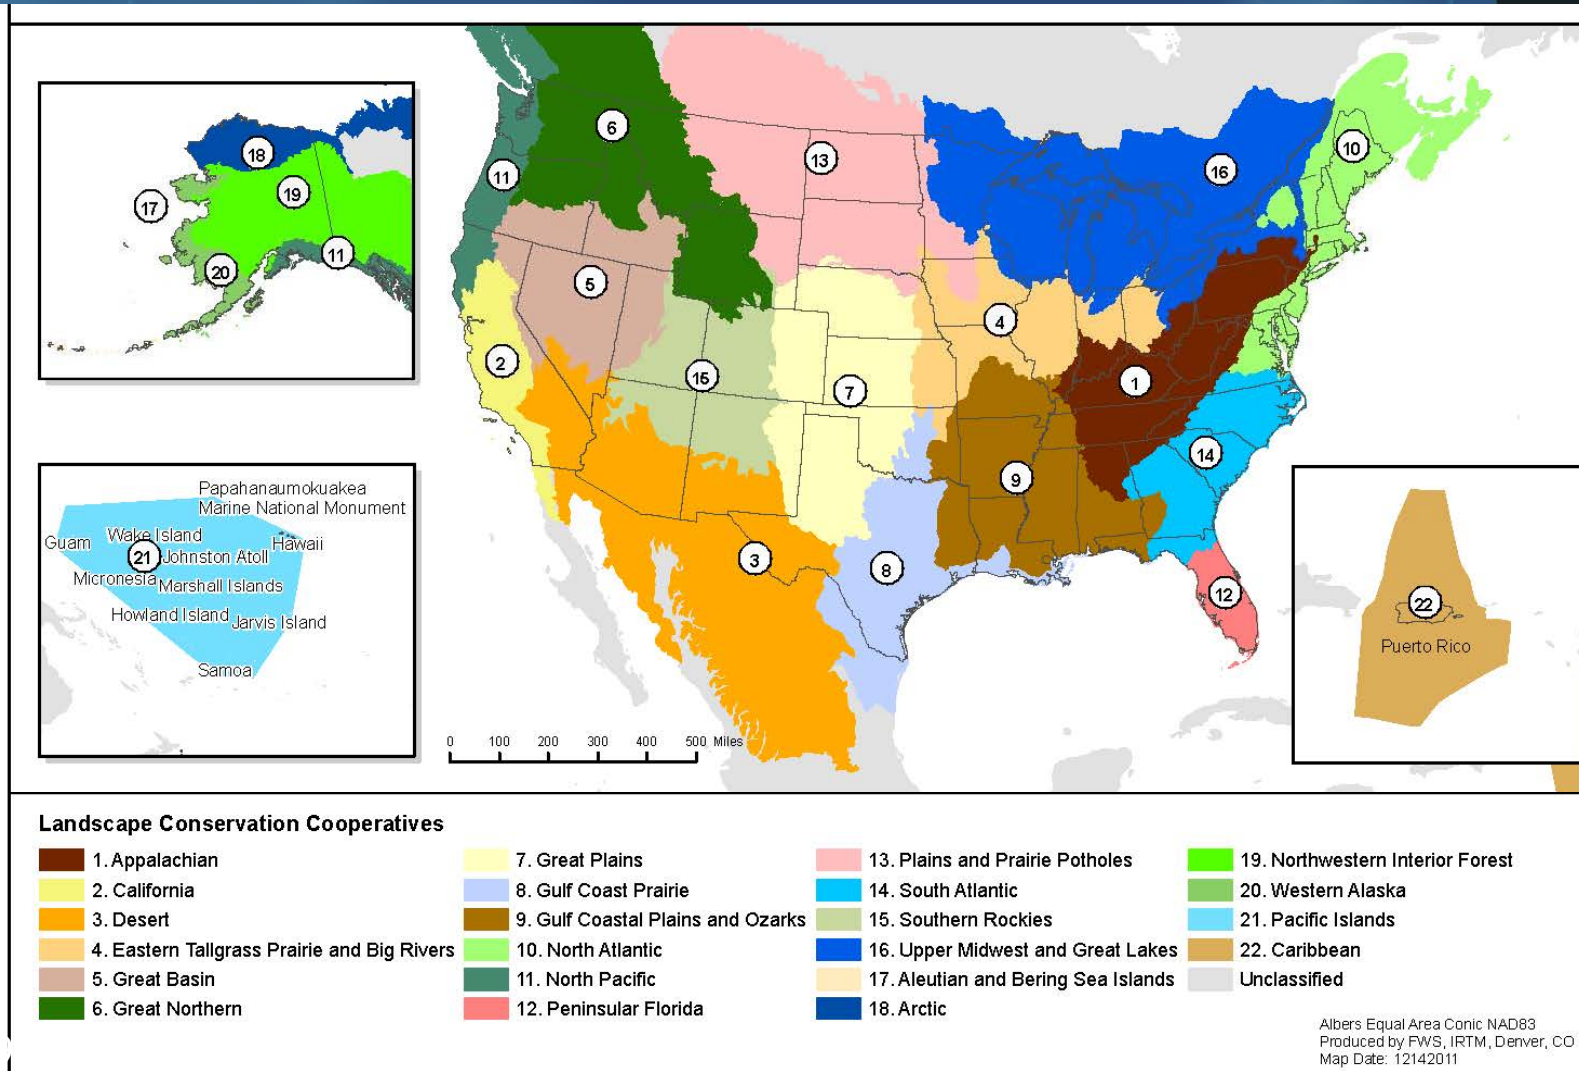 6
13
10
16
11
18
19
17
11
20
5
4
2
15
7
1
14
9
Papahanaumokuakea
Marine National Monument
Guam
Wake Island
Hawaii
21
Johnston Atoll
Micronesia
Marshall Islands
Howland Island
Jarvis Island
Samoa
3
8
12
22
Puerto Rico
0 100 200 300 400 500 Miles
Landscape Conservation Cooperatives
1. Appalachian
2. California
3. Desert
4. Eastern Tallgrass Prairie and Big Rivers
5. Great Basin
6. Great Northern
7. Great Plains
8. Gulf Coast Prairie
9. Gulf Coastal Plains and Ozarks
10. North Atlantic
11. North Pacific
12. Peninsular Florida
13. Plains and Prairie Potholes
14. South Atlantic
15. Southern Rockies
16. Upper Midwest and Great Lakes
17. Aleutian and Bering Sea Islands
18. Arctic
19. Northwestern Interior Forest
20. Western Alaska
21. Pacific Islands
22. Caribbean
Unclassified
Albers Equal Area Conic NAD83
Produced by FWS, IRTM, Denver, CO
Map Date: 12142011